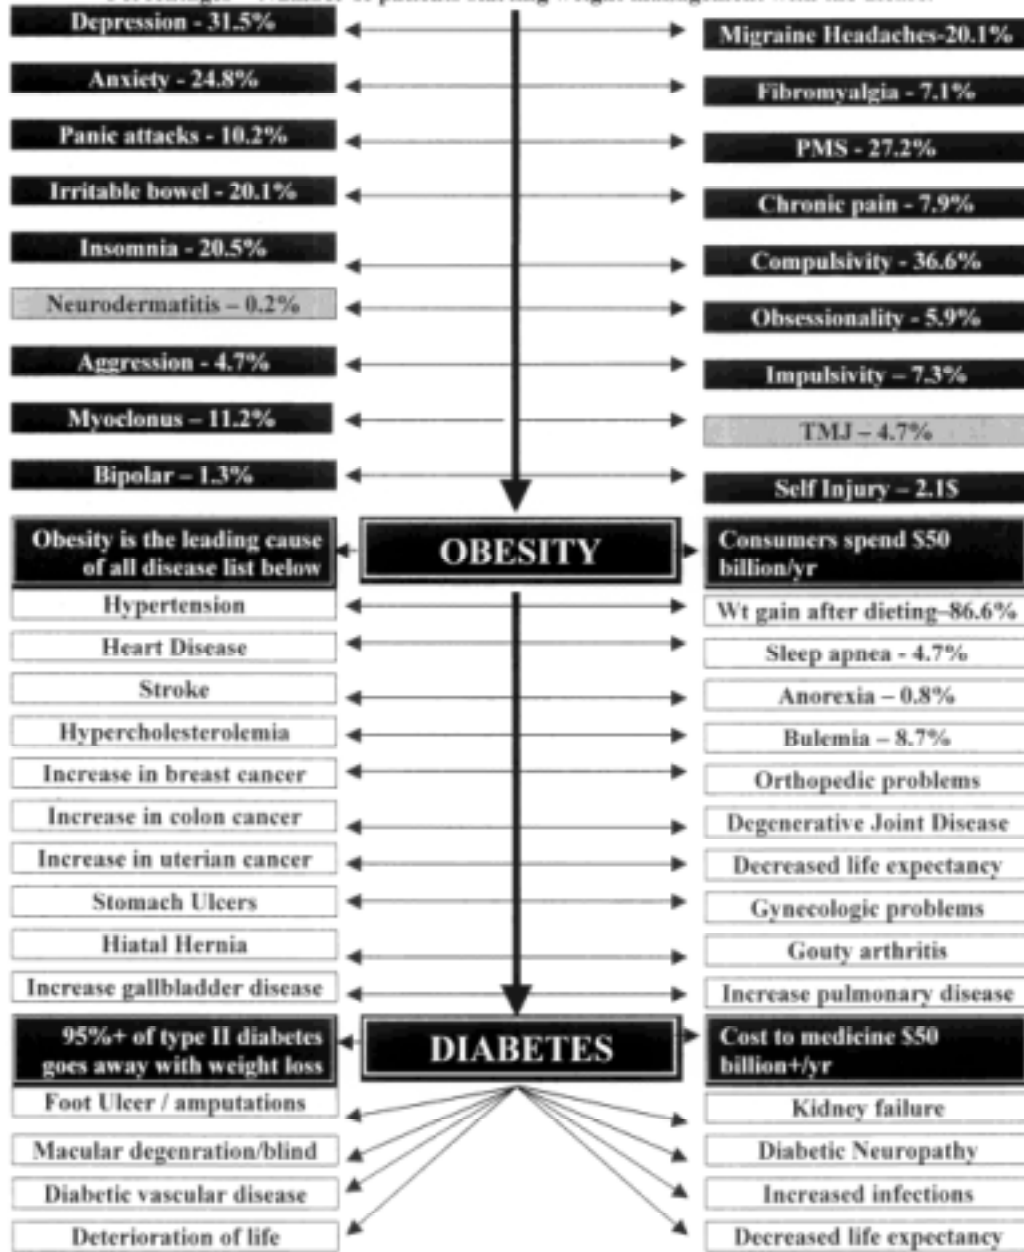 Depression - 31.5%
Migraine Headaches-20.1%
Anxiety - 24.8%
Fibromyalgia - 7.1%
Panic attacks - 10.2%
PMS - 27.2%
Irritable bowel - 20.1%
Chronic pain - 7.9%
Insomnia - 20.5%
Compulsivity - 36.6%
Neurodermatitis – 0.2%
Obsessionality - 5.9%
Aggression - 4.7%
Impulsivity – 7.3%
Myoclonus – 11.2%
TMJ – 4.7%
Bipolar – 1.3%
Self Injury – 2.1$
Obesity is the leading cause
of all disease list below
OBESITY
Consumers spend $50
billion/yr
Hypertension
Wt gain after dieting–86.6%
Heart Disease
Sleep apnea - 4.7%
Stroke
Anorexia – 0.8%
Hypercholesterolemia
Bulemia – 8.7%
Increase in breast cancer
Orthopedic problems
Increase in colon cancer
Degenerative Joint Disease
Increase in uterian cancer
Decreased life expectancy
Stomach Ulcers
Gynecologic problems
Hiatal Hernia
Gouty arthritis
Increase gallbladder disease
Increase pulmonary disease
95%+ of type II diabetes
goes away with weight loss
DIABETES
Cost to medicine $50
billion+/yr
Foot Ulcer / amputations
Kidney failure
Macular degenration/blind
Diabetic Neuropathy
Diabetic vascular disease
Increased infections
Deterioration of life
Decreased life expectancy